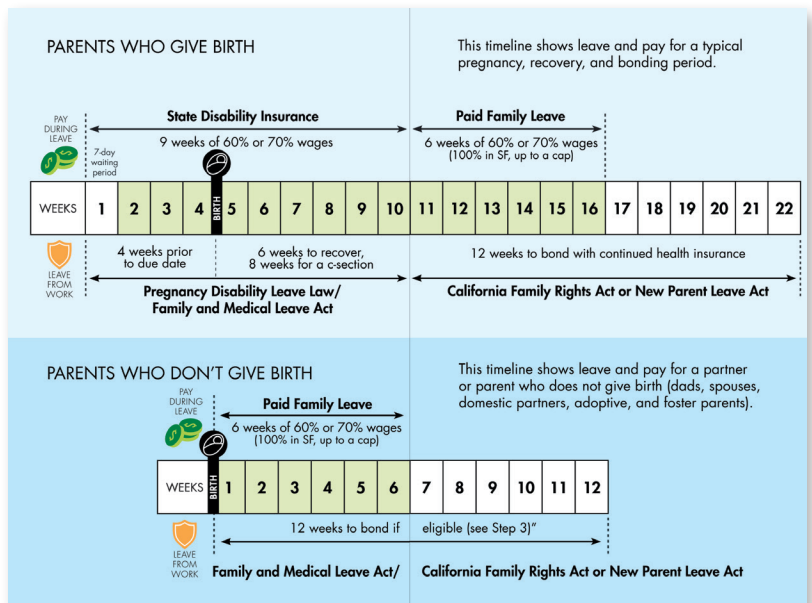 PARENTS WHO GIVE BIRTH
This timeline shows leave and pay for a typical
pregnancy, recovery, and bonding period.
PAY
DURING
LEAVE
State Disability Insurance
9 weeks of 60% or 70% wages
Paid Family Leave
6 weeks of 60% or 70% wages
(100% in SF, up to a cap)
7-day
waiting
period
WEEKS 1 2 3 4 BIRTH 5 6 7 8 9 10 11 12 13 14 15 16 17 18 19 20 21 22
LEAVE
FROM
WORK
4 weeks prior
to due date
6 weeks to recover,
8 weeks for a c-section
12 weeks to bond with continued health insurance
Pregnancy Disability Leave Law/
Family and Medical Leave Act
California Family Rights Act or New Parent Leave Act
PARENTS WHO DON'T GIVE BIRTH
This timeline shows leave and pay for a partner
or parent who does not give birth (dads, spouses,
domestic partners, adoptive, and foster parents).
PAY
DURING
LEAVE
Paid Family Leave
6 weeks of 60% or 70% wages
(100% in SF, up to a cap)
WEEKS BIRTH 1 2 3 4 5 6 7 8 9 10 11 12
LEAVE
FROM
WORK
12 weeks to bond if eligible (see Step 3)”
Family and Medical Leave Act/ California Family Rights Act or New Parent Leave Act